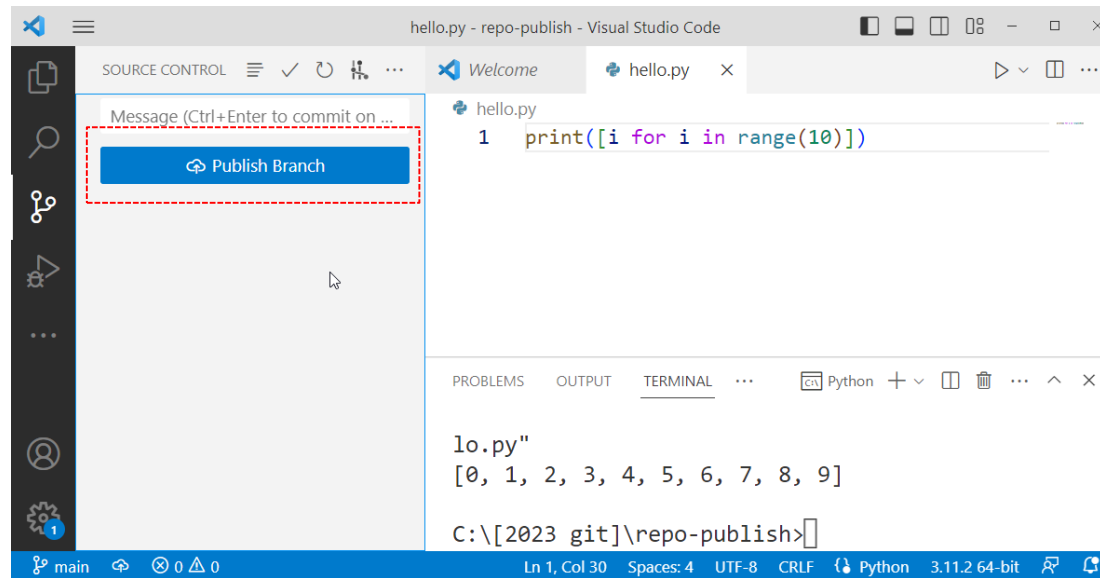 hello.py - repo-publish - Visual Studio Code
SOURCE CONTROL
Message (Ctrl+Enter to commit on ...
Publish Branch
Welcome
hello.py
hello.py
1 print([i for i in range(10)])
PROBLEMS OUTPUT TERMINAL
Python
lo.py"
[0, 1, 2, 3, 4, 5, 6, 7, 8, 9]
C:\[2023 git]\repo-publish>
1
main 0 0 Ln 1, Col 30 Spaces: 4 UTF-8 CRLF Python 3.11.2 64-bit